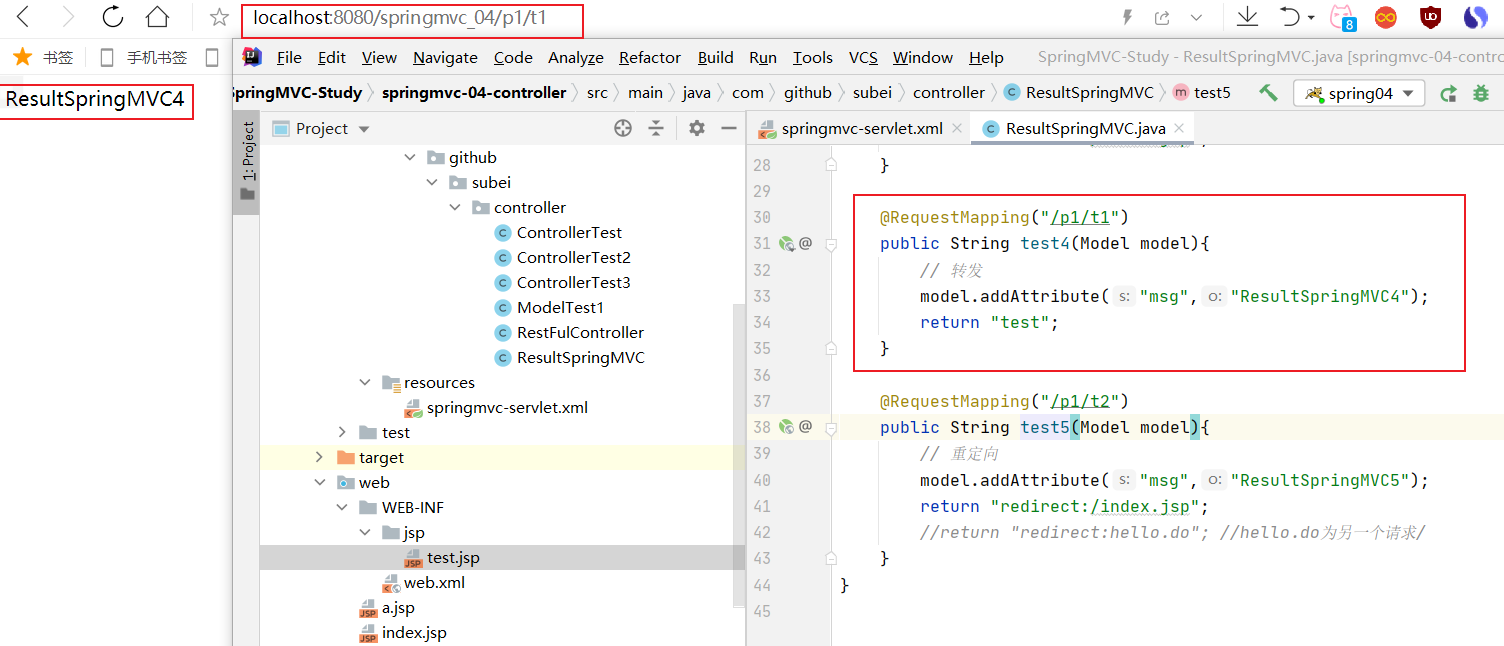 localhost:8080/springmvc_04/p1/t1
8
书签
手机书签
File Edit View Navigate Code Analyze Refactor Build Run Tools VCS Window Help SpringMVC-Study - ResultSpringMVC.java [springmvc-04-contro
ResultSpringMVC4
SpringMVC-Study springmvc-04-controller src main java com github subei controller ResultSpringMVC test5 spring04
1: Project
Project
springmvc-servlet.xml
ResultSpringMVC.java
github
subei
controller
ControllerTest
ControllerTest2
ControllerTest3
ModelTest1
RestFulController
ResultSpringMVC
resources
springmvc-servlet.xml
test
target
web
WEB-INF
jsp
test.jsp
web.xml
a.jsp
index.jsp
28 }
29
30 @RequestMapping("/p1/t1")
31 public String test4(Model model){
32 // 转发
33 model.addAttribute( s: "msg", o: "ResultSpringMVC4");
34 return "test";
35 }
36
37 @RequestMapping("/p1/t2")
38 public String test5(Model model){
39 // 重定向
40 model.addAttribute( s: "msg", o: "ResultSpringMVC5");
41 return "redirect:/index.jsp";
42 //return "redirect:hello.do"; //hello.do为另一个请求/
43 }
44 }
45